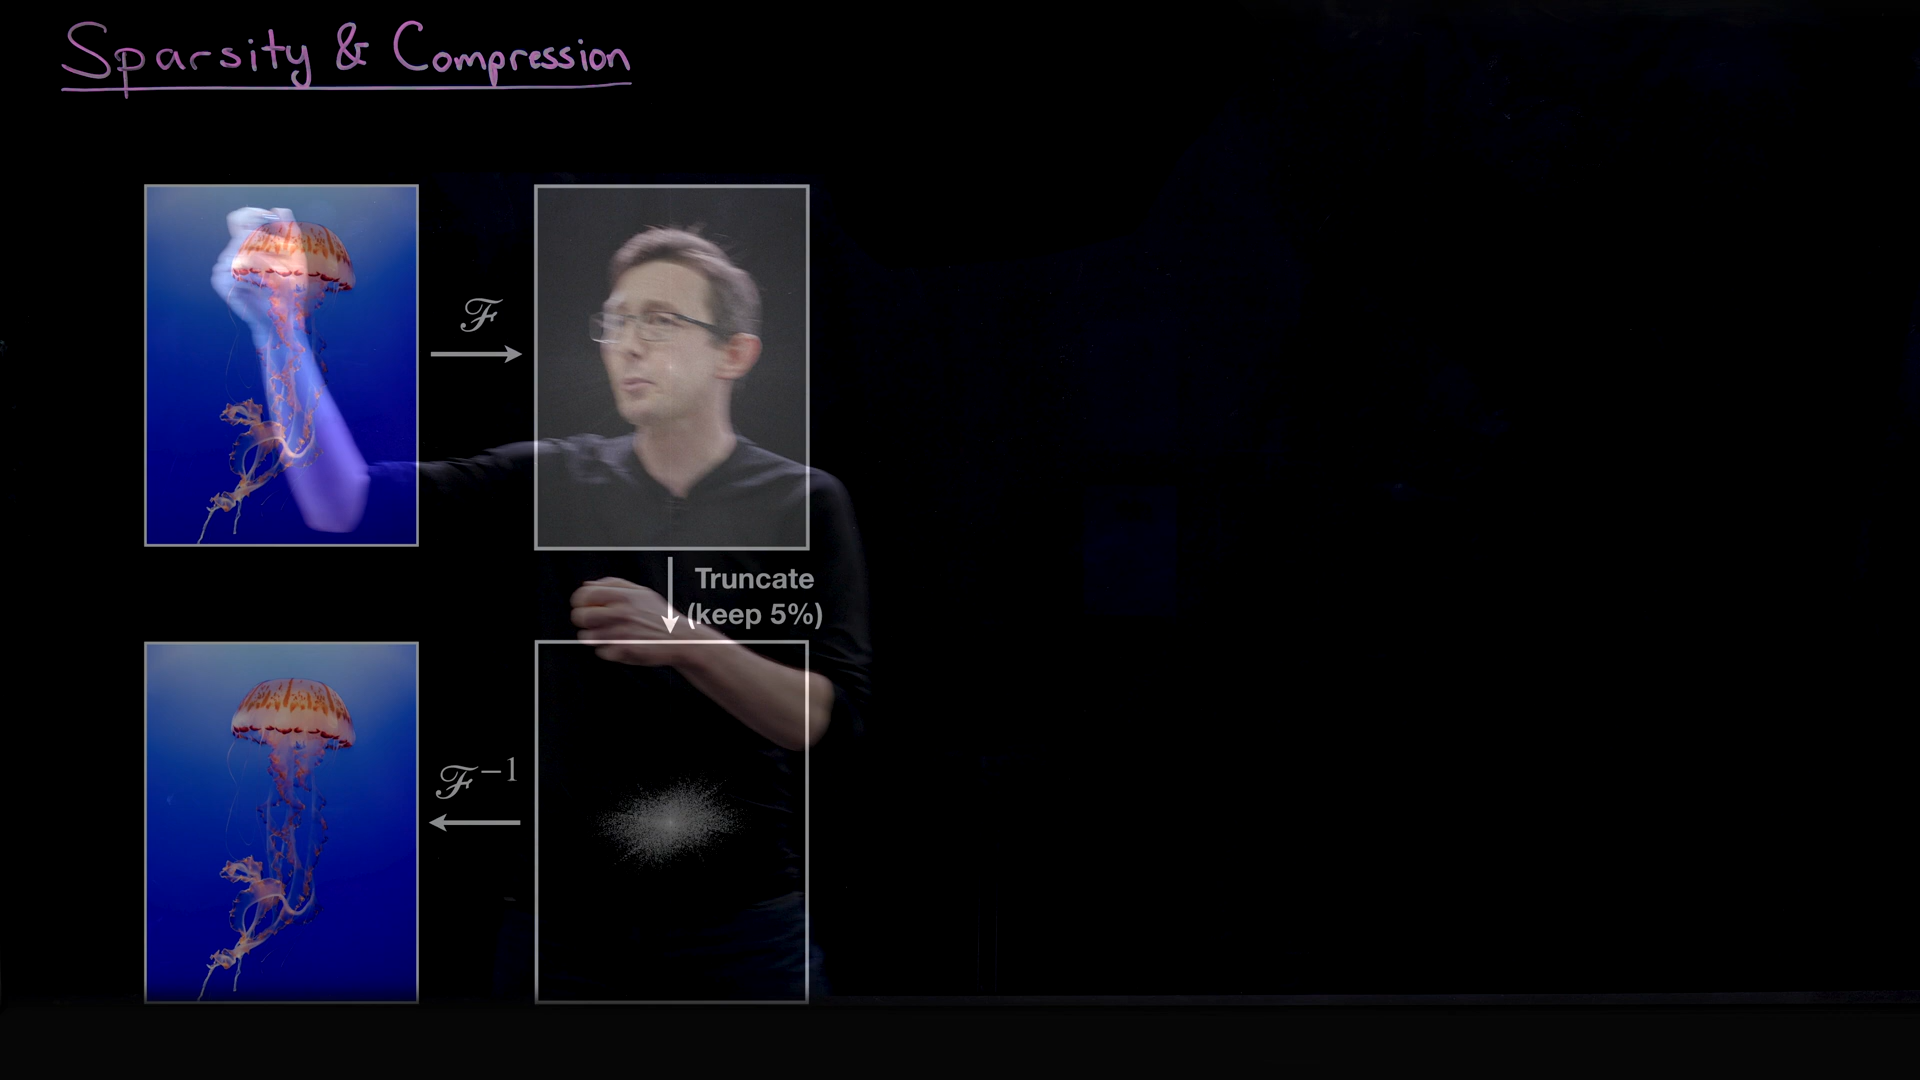 Sparsity & Compression
ℱ
Truncate
(keep 5%)
ℱ⁻¹